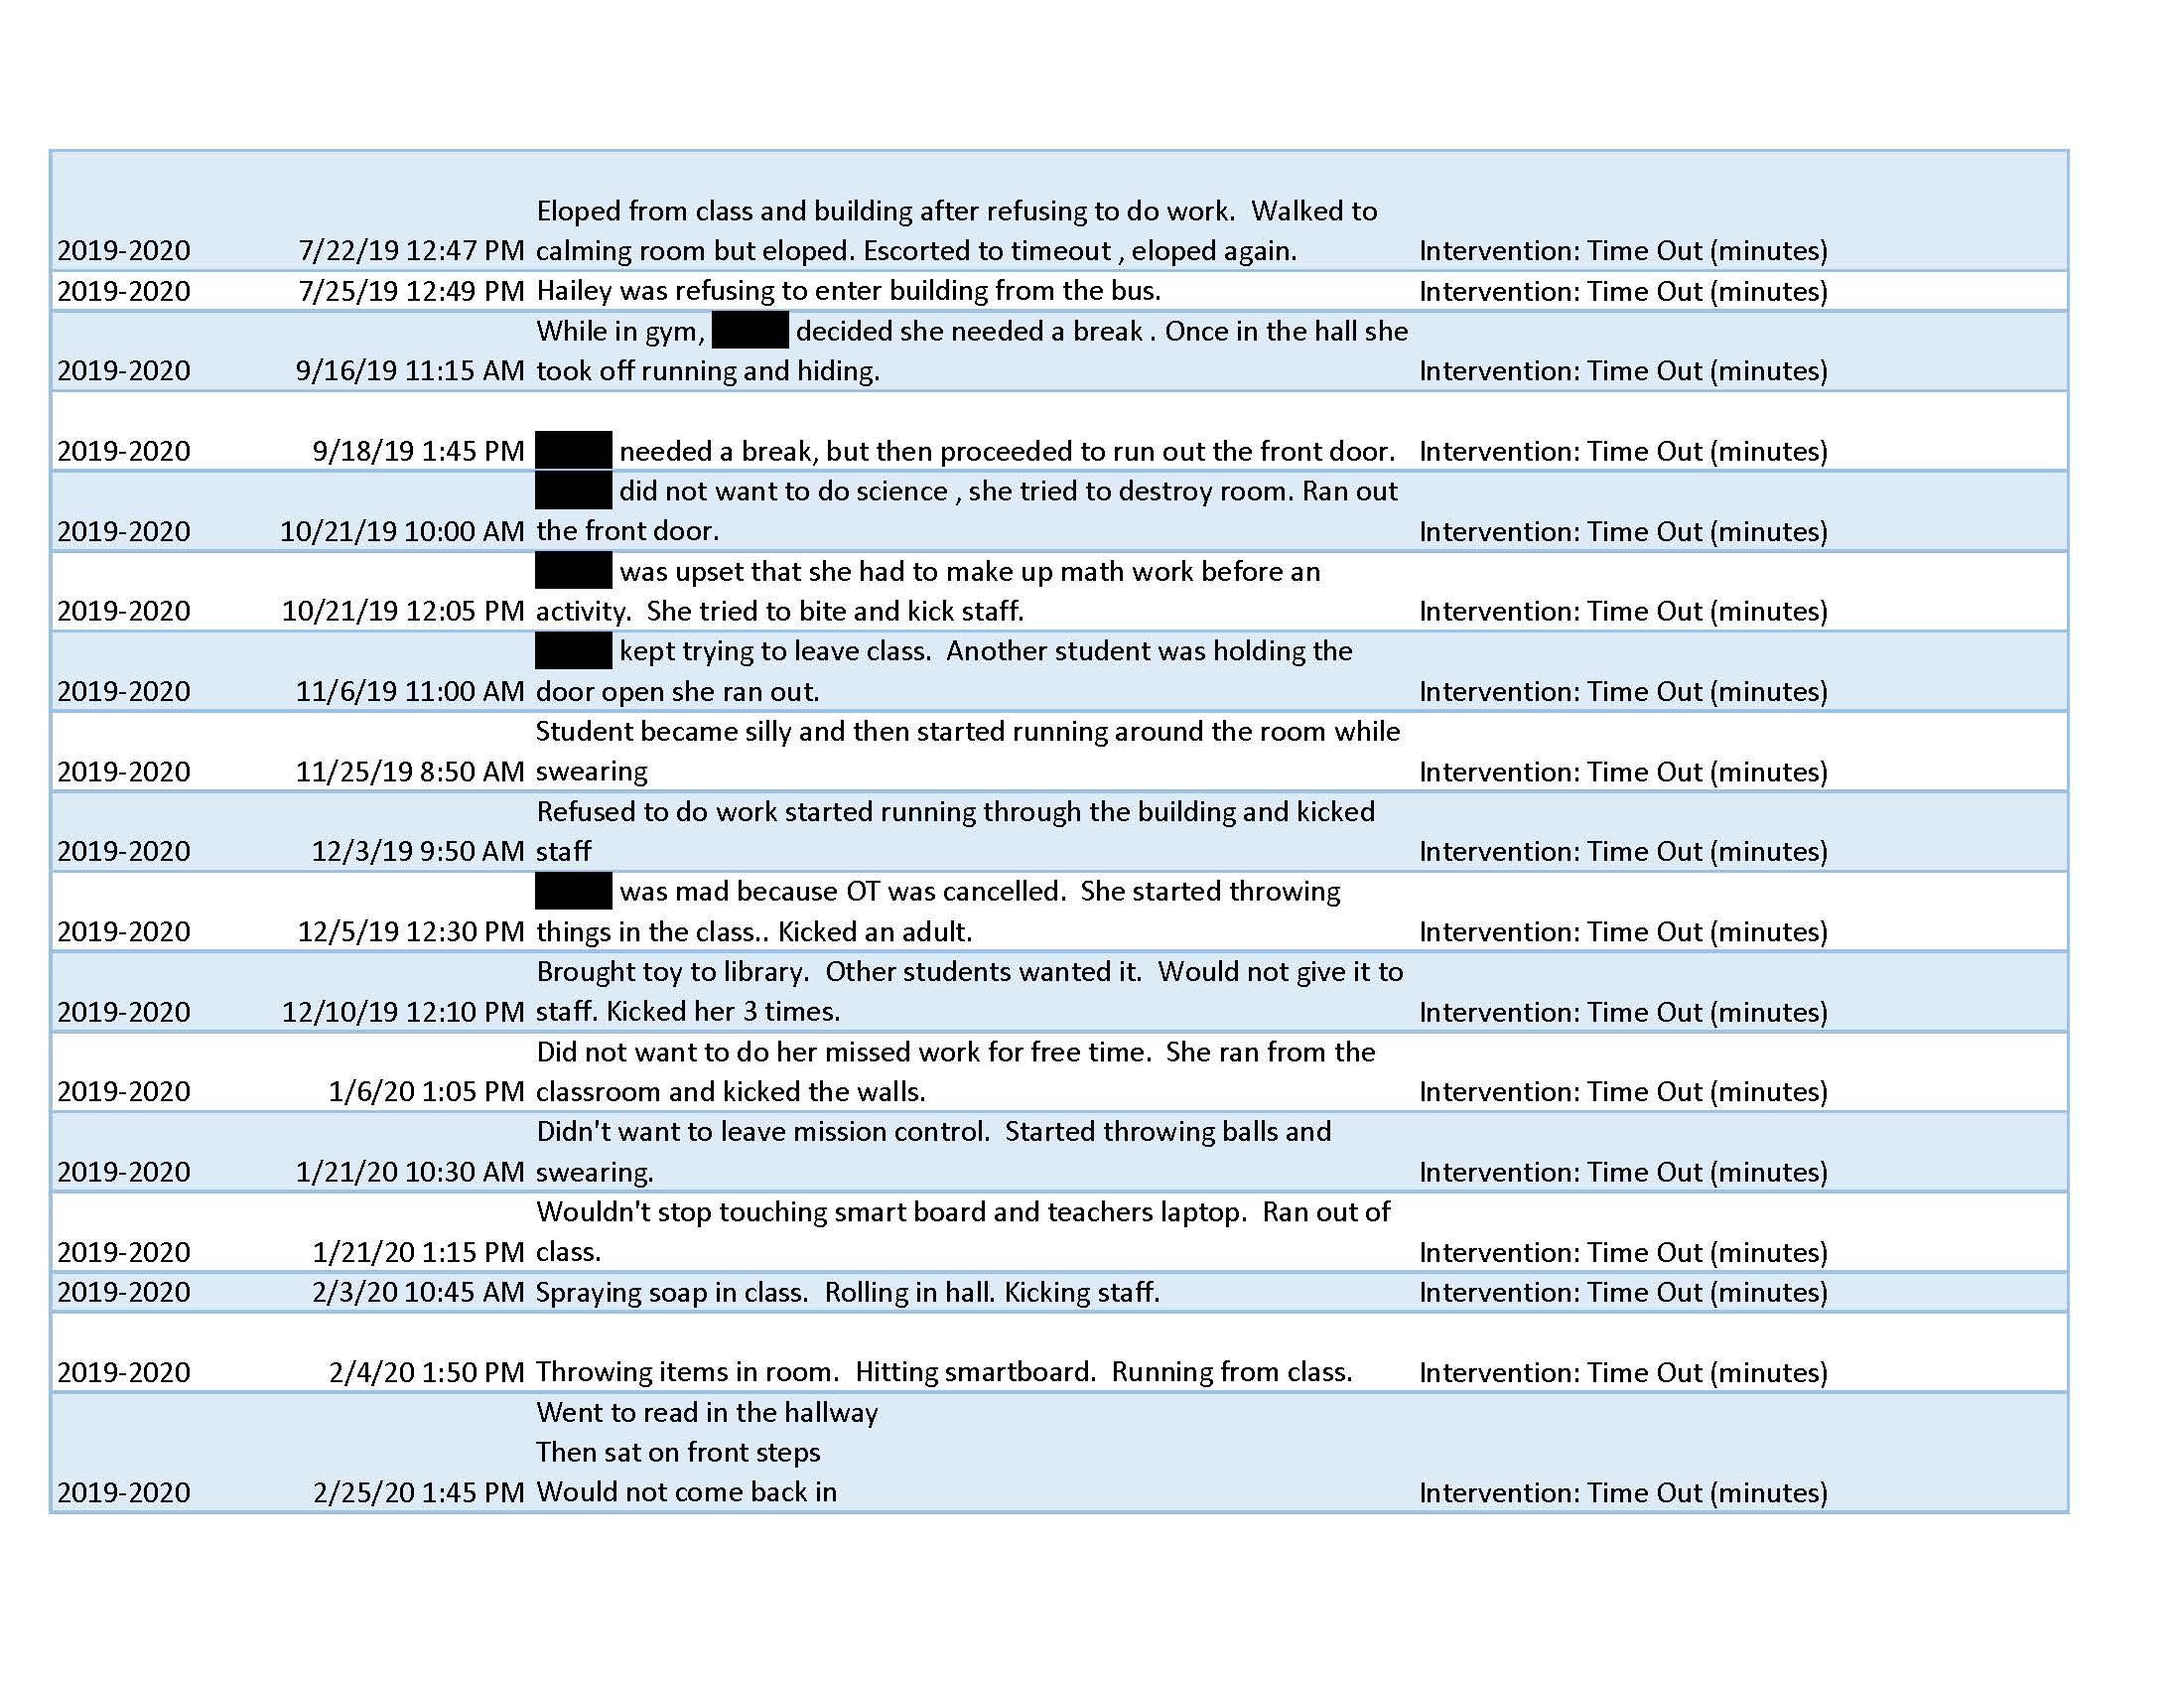 Eloped from class and building after refusing to do work.  Walked to
2019-2020 7/22/19 12:47 PM calming room but eloped. Escorted to timeout , eloped again. Intervention: Time Out (minutes)
2019-2020 7/25/19 12:49 PM Hailey was refusing to enter building from the bus. Intervention: Time Out (minutes)
While in gym, decided she needed a break . Once in the hall she
2019-2020 9/16/19 11:15 AM took off running and hiding. Intervention: Time Out (minutes)
2019-2020 9/18/19 1:45 PM needed a break, but then proceeded to run out the front door. Intervention: Time Out (minutes)
did not want to do science , she tried to destroy room. Ran out
2019-2020 10/21/19 10:00 AM the front door. Intervention: Time Out (minutes)
was upset that she had to make up math work before an
2019-2020 10/21/19 12:05 PM activity.  She tried to bite and kick staff. Intervention: Time Out (minutes)
kept trying to leave class.  Another student was holding the
2019-2020 11/6/19 11:00 AM door open she ran out. Intervention: Time Out (minutes)
Student became silly and then started running around the room while
2019-2020 11/25/19 8:50 AM swearing Intervention: Time Out (minutes)
Refused to do work started running through the building and kicked
2019-2020 12/3/19 9:50 AM staff Intervention: Time Out (minutes)
was mad because OT was cancelled.  She started throwing
2019-2020 12/5/19 12:30 PM things in the class.. Kicked an adult. Intervention: Time Out (minutes)
Brought toy to library.  Other students wanted it.  Would not give it to
2019-2020 12/10/19 12:10 PM staff. Kicked her 3 times. Intervention: Time Out (minutes)
Did not want to do her missed work for free time.  She ran from the
2019-2020 1/6/20 1:05 PM classroom and kicked the walls. Intervention: Time Out (minutes)
Didn't want to leave mission control.  Started throwing balls and
2019-2020 1/21/20 10:30 AM swearing. Intervention: Time Out (minutes)
Wouldn't stop touching smart board and teachers laptop.  Ran out of
2019-2020 1/21/20 1:15 PM class. Intervention: Time Out (minutes)
2019-2020 2/3/20 10:45 AM Spraying soap in class.  Rolling in hall. Kicking staff. Intervention: Time Out (minutes)
2019-2020 2/4/20 1:50 PM Throwing items in room.  Hitting smartboard.  Running from class. Intervention: Time Out (minutes)
Went to read in the hallway
Then sat on front steps
2019-2020 2/25/20 1:45 PM Would not come back in Intervention: Time Out (minutes)